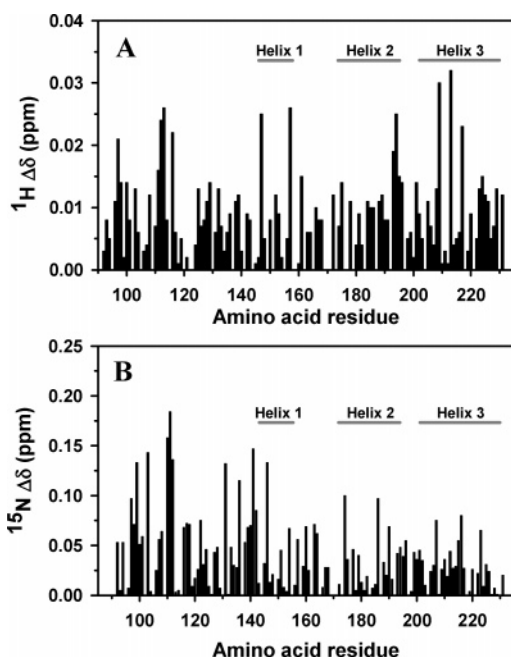 A
Helix 1 Helix 2 Helix 3
0.04
0.03
0.02
0.01
0.00
¹H Δδ (ppm)
100 120 140 160 180 200 220
Amino acid residue
B
Helix 1 Helix 2 Helix 3
0.25
0.20
0.15
0.10
0.05
0.00
¹⁵N Δδ (ppm)
100 120 140 160 180 200 220
Amino acid residue